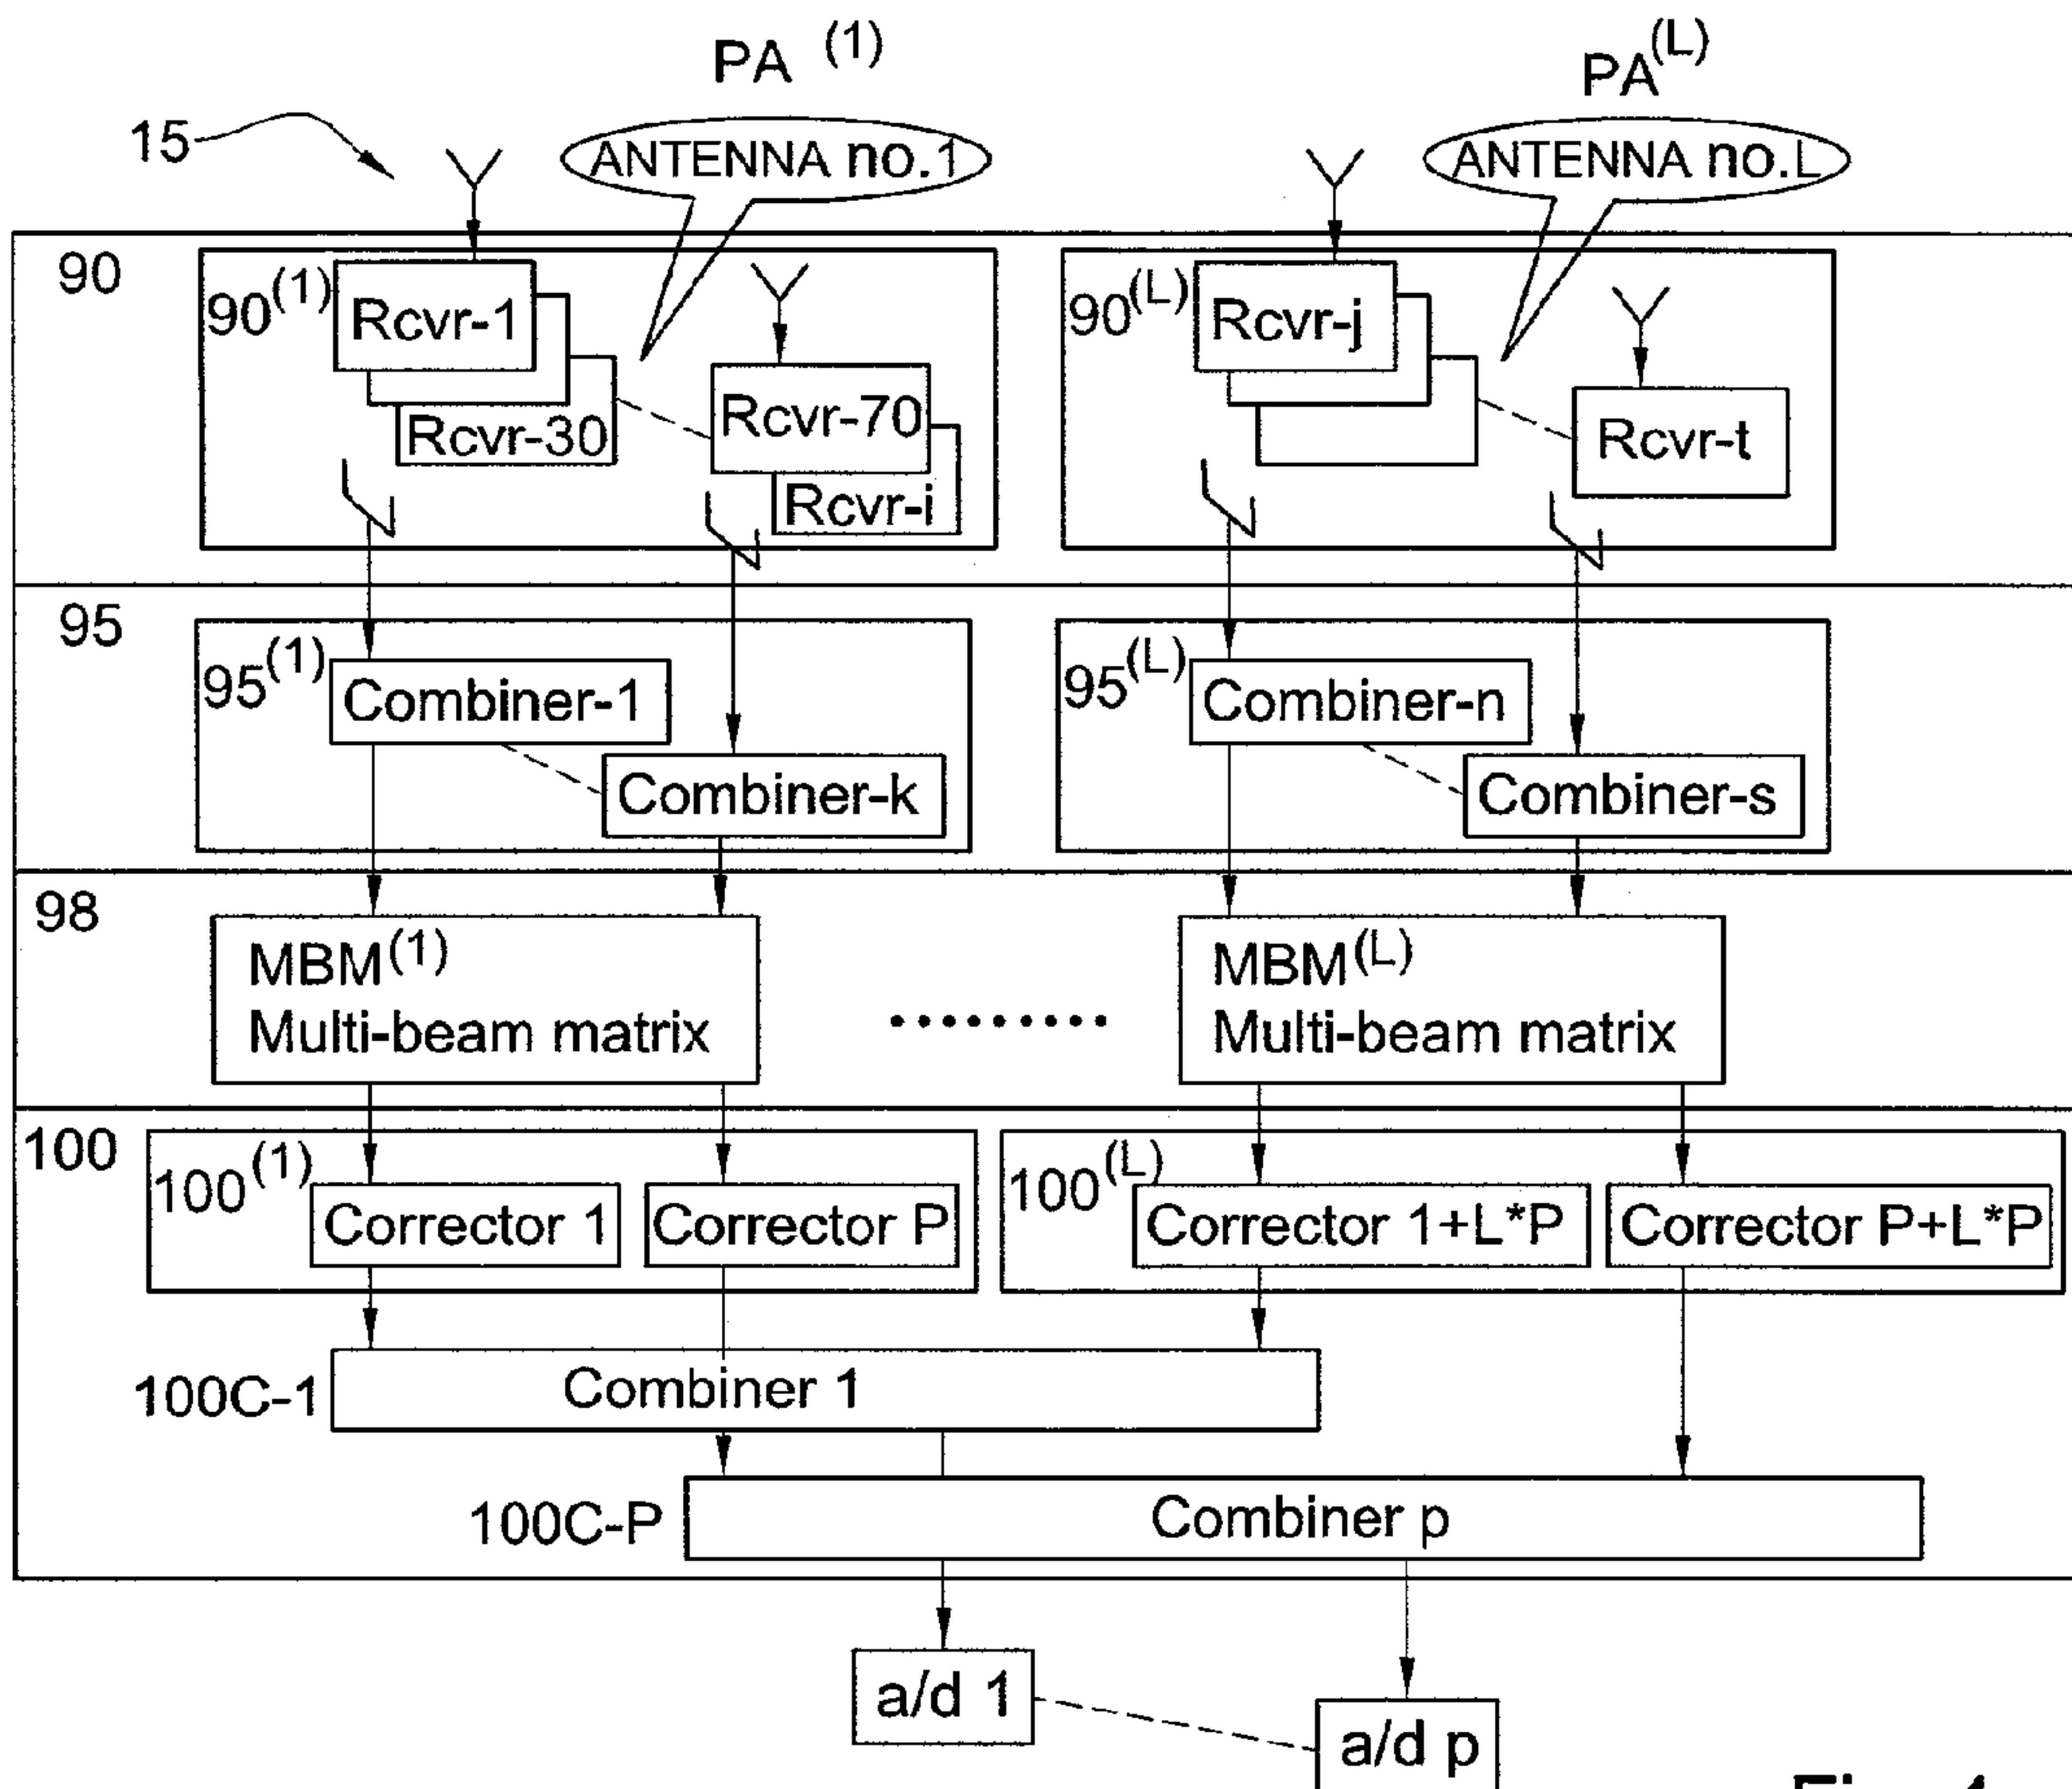 PA (1)
PA(L)
15
ANTENNA no.1
ANTENNA no.L
90
90(1)
Rcvr-1
Rcvr-30
Rcvr-70
Rcvr-i
90(L)
Rcvr-j
Rcvr-t
95
95(1)
Combiner-1
Combiner-k
95(L)
Combiner-n
Combiner-s
98
MBM(1)
Multi-beam matrix
.........
MBM(L)
Multi-beam matrix
100
100(1)
Corrector 1
Corrector P
100(L)
Corrector 1+L*P
Corrector P+L*P
100C-1
Combiner 1
100C-P
Combiner p
a/d 1
a/d p